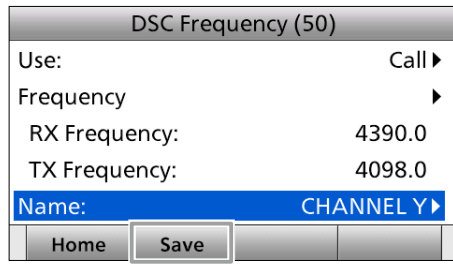 DSC Frequency (50)
Use: Call
Frequency
RX Frequency: 4390.0
TX Frequency: 4098.0
Name: CHANNEL Y
Home Save